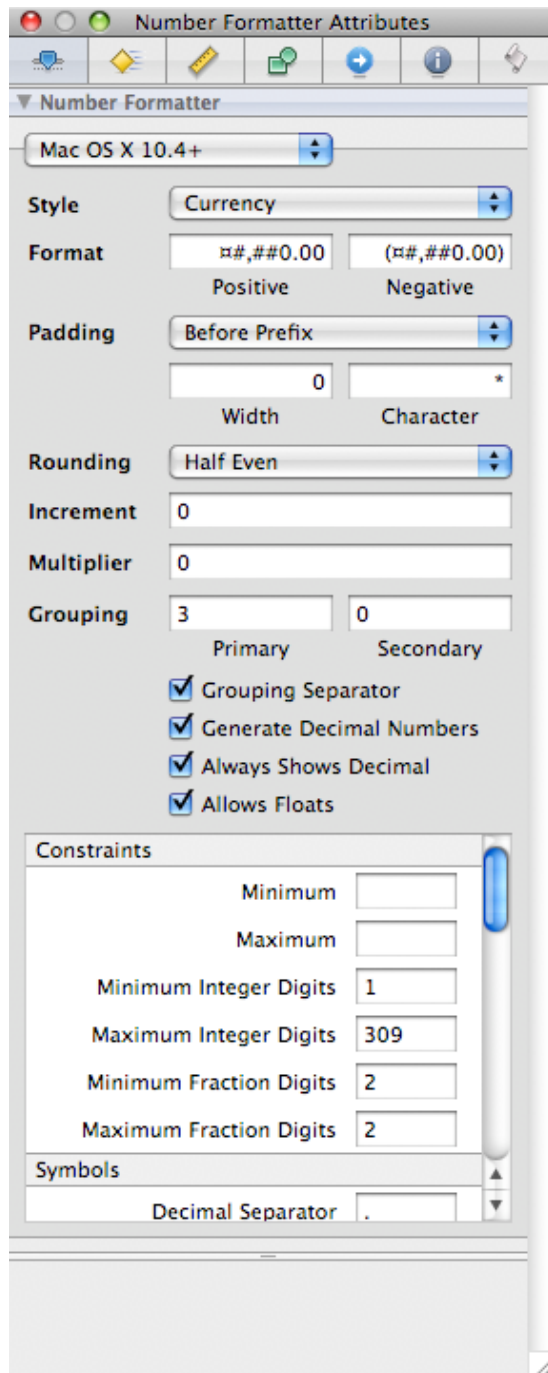 Number Formatter Attributes
Number Formatter
Mac OS X 10.4+
Style Currency
Format ¤#,##0.00 (¤#,##0.00)
Positive Negative
Padding Before Prefix
0 *
Width Character
Rounding Half Even
Increment 0
Multiplier 0
Grouping 3 0
Primary Secondary
Grouping Separator
Generate Decimal Numbers
Always Shows Decimal
Allows Floats
Constraints
Minimum
Maximum
Minimum Integer Digits 1
Maximum Integer Digits 309
Minimum Fraction Digits 2
Maximum Fraction Digits 2
Symbols
Decimal Separator .